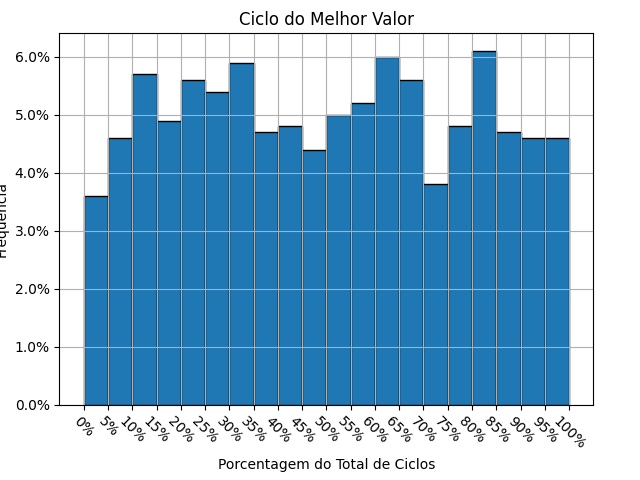 Ciclo do Melhor Valor
6.0%
5.0%
4.0%
3.0%
2.0%
1.0%
0.0%
Frequência
0% 5% 10% 15% 20% 25% 30% 35% 40% 45% 50% 55% 60% 65% 70% 75% 80% 85% 90% 95% 100%
Porcentagem do Total de Ciclos